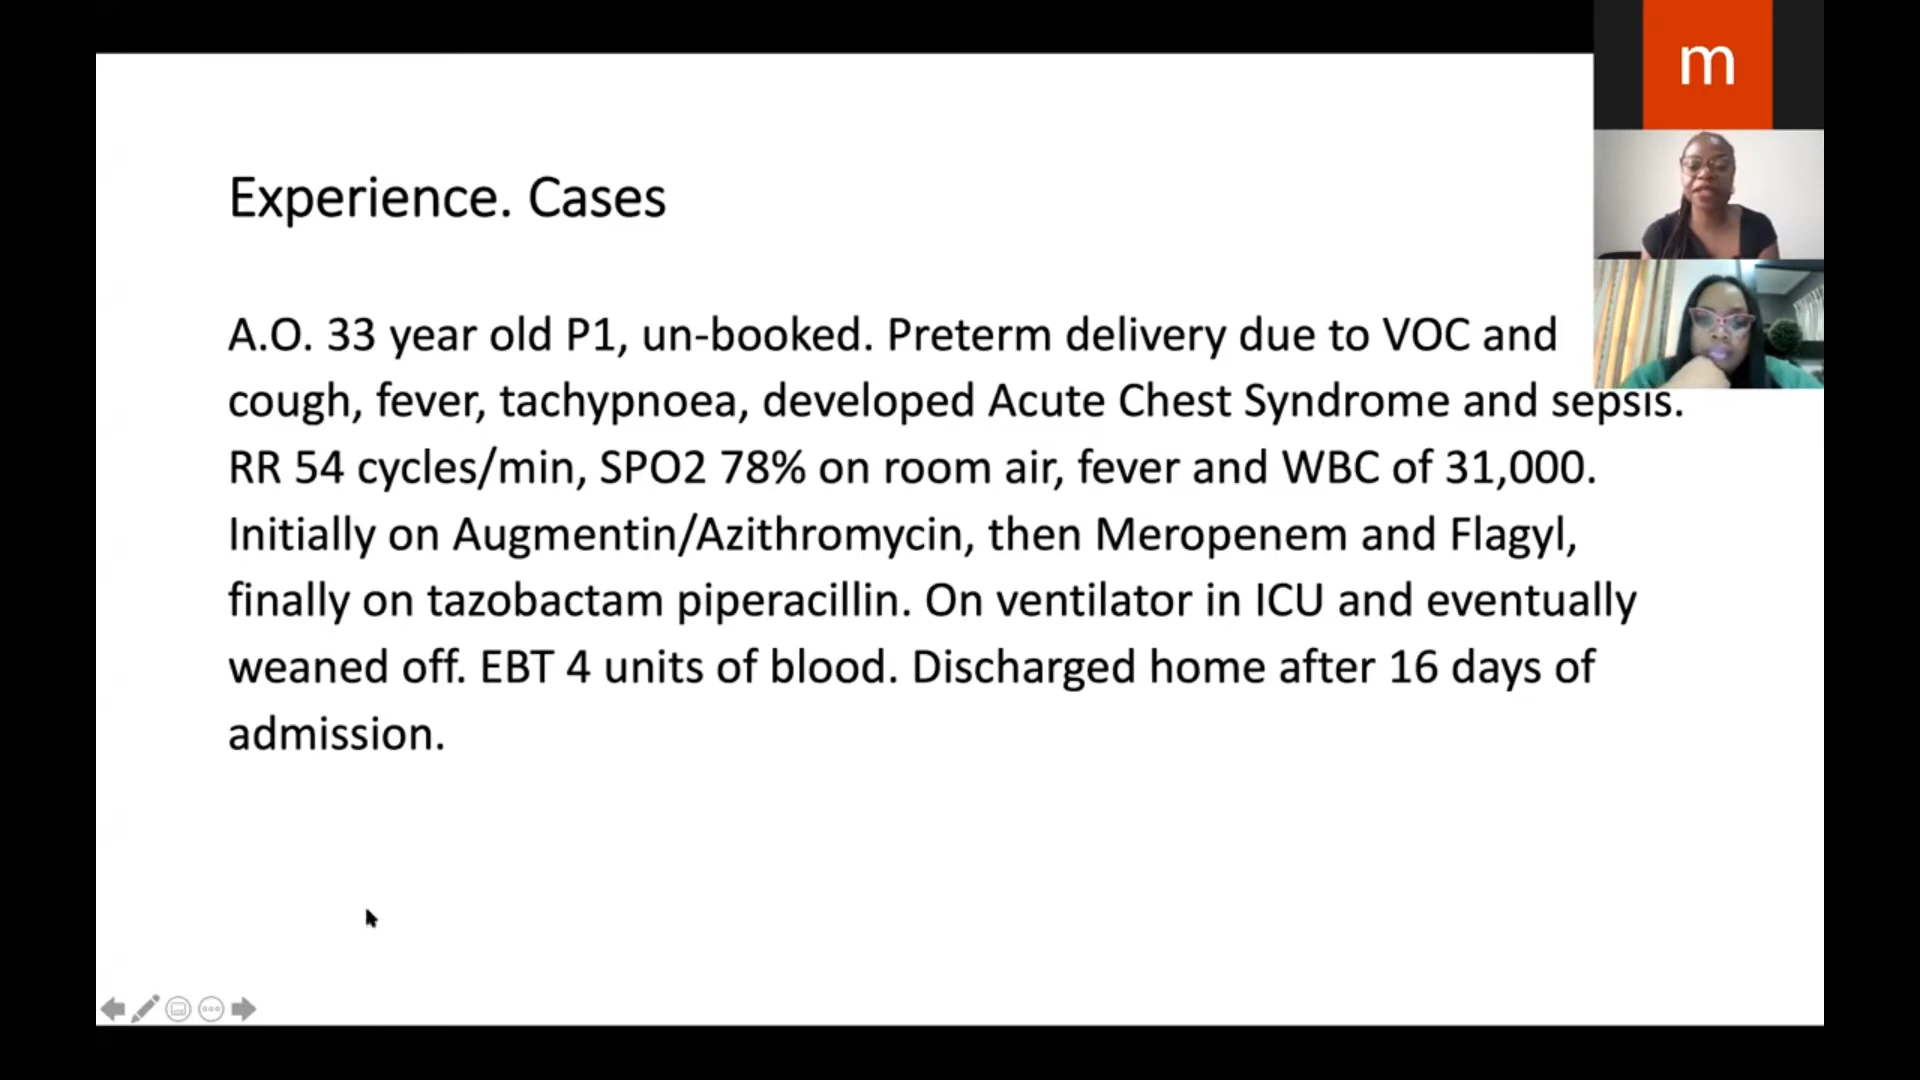 m
Experience. Cases
A.O. 33 year old P1, un-booked. Preterm delivery due to VOC and
cough, fever, tachypnoea, developed Acute Chest Syndrome and sepsis.
RR 54 cycles/min, SPO2 78% on room air, fever and WBC of 31,000.
Initially on Augmentin/Azithromycin, then Meropenem and Flagyl,
finally on tazobactam piperacillin. On ventilator in ICU and eventually
weaned off. EBT 4 units of blood. Discharged home after 16 days of
admission.